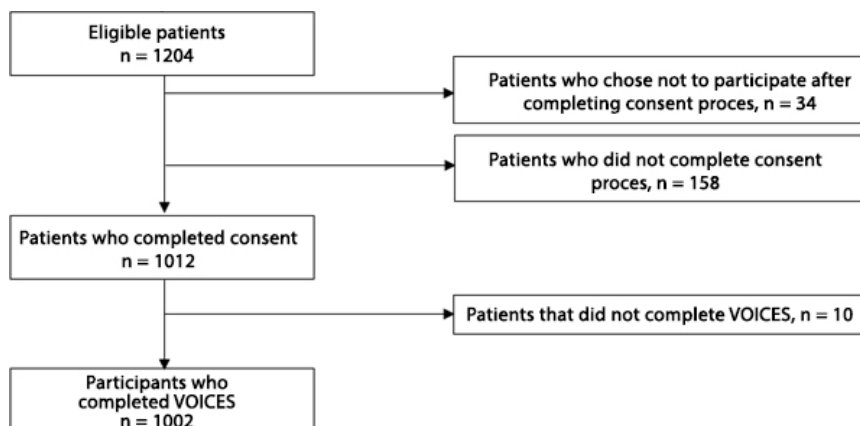 Eligible patients
n = 1204
Patients who chose not to participate after
completing consent proces, n = 34
Patients who did not complete consent
proces, n = 158
Patients who completed consent
n = 1012
Patients that did not complete VOICES, n = 10
Participants who
completed VOICES
n = 1002